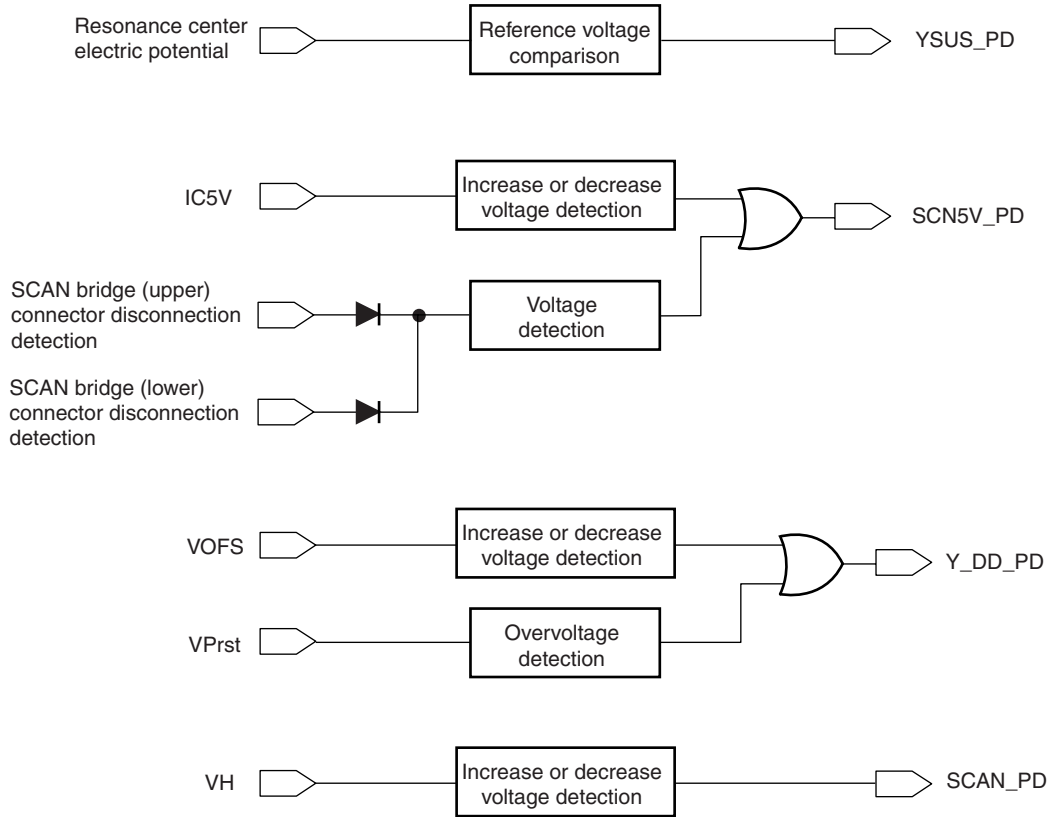 Resonance center
electric potential
Reference voltage
comparison
YSUS_PD
IC5V
Increase or decrease
voltage detection
SCN5V_PD
SCAN bridge (upper)
connector disconnection
detection
Voltage
detection
SCAN bridge (lower)
connector disconnection
detection
VOFS
Increase or decrease
voltage detection
Y_DD_PD
VPrst
Overvoltage
detection
VH
Increase or decrease
voltage detection
SCAN_PD